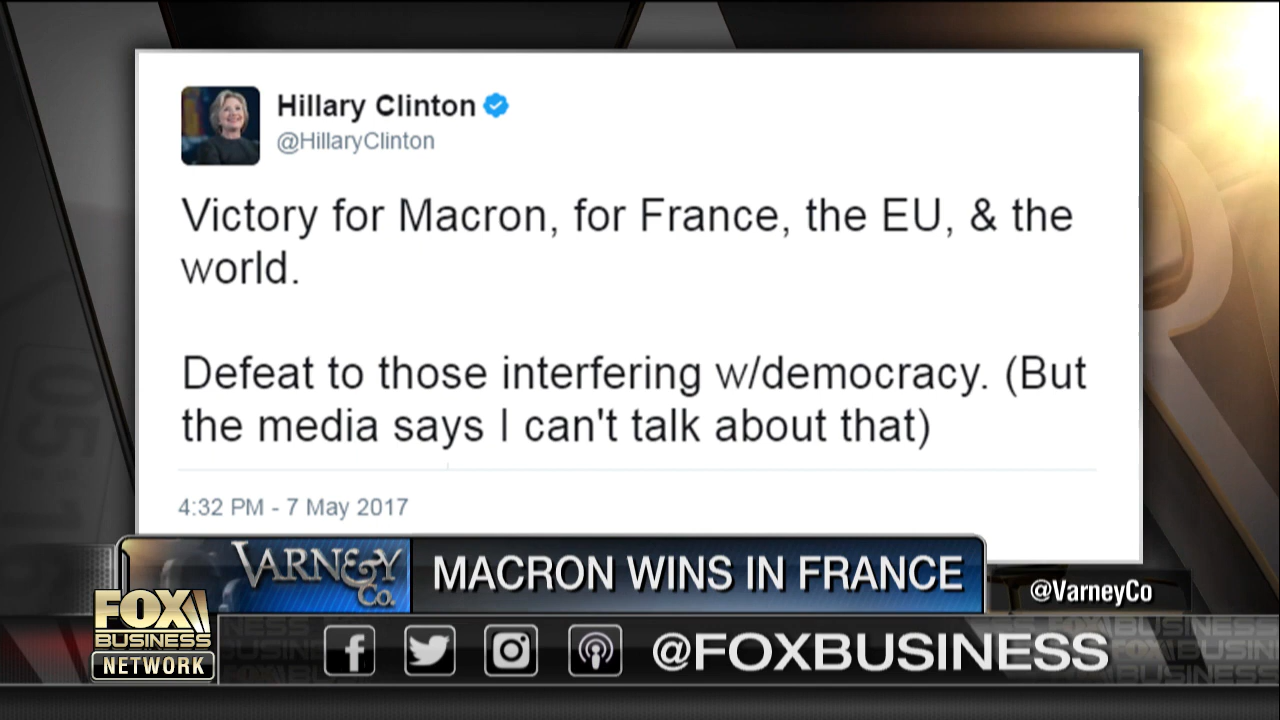 Hillary Clinton
@HillaryClinton
Victory for Macron, for France, the EU, & the
world.
Defeat to those interfering w/democracy. (But
the media says I can't talk about that)
4:32 PM - 7 May 2017
VARNEY
& Co.
MACRON WINS IN FRANCE
@VarneyCo
FOX
BUSINESS
NETWORK
@FOXBUSINESS